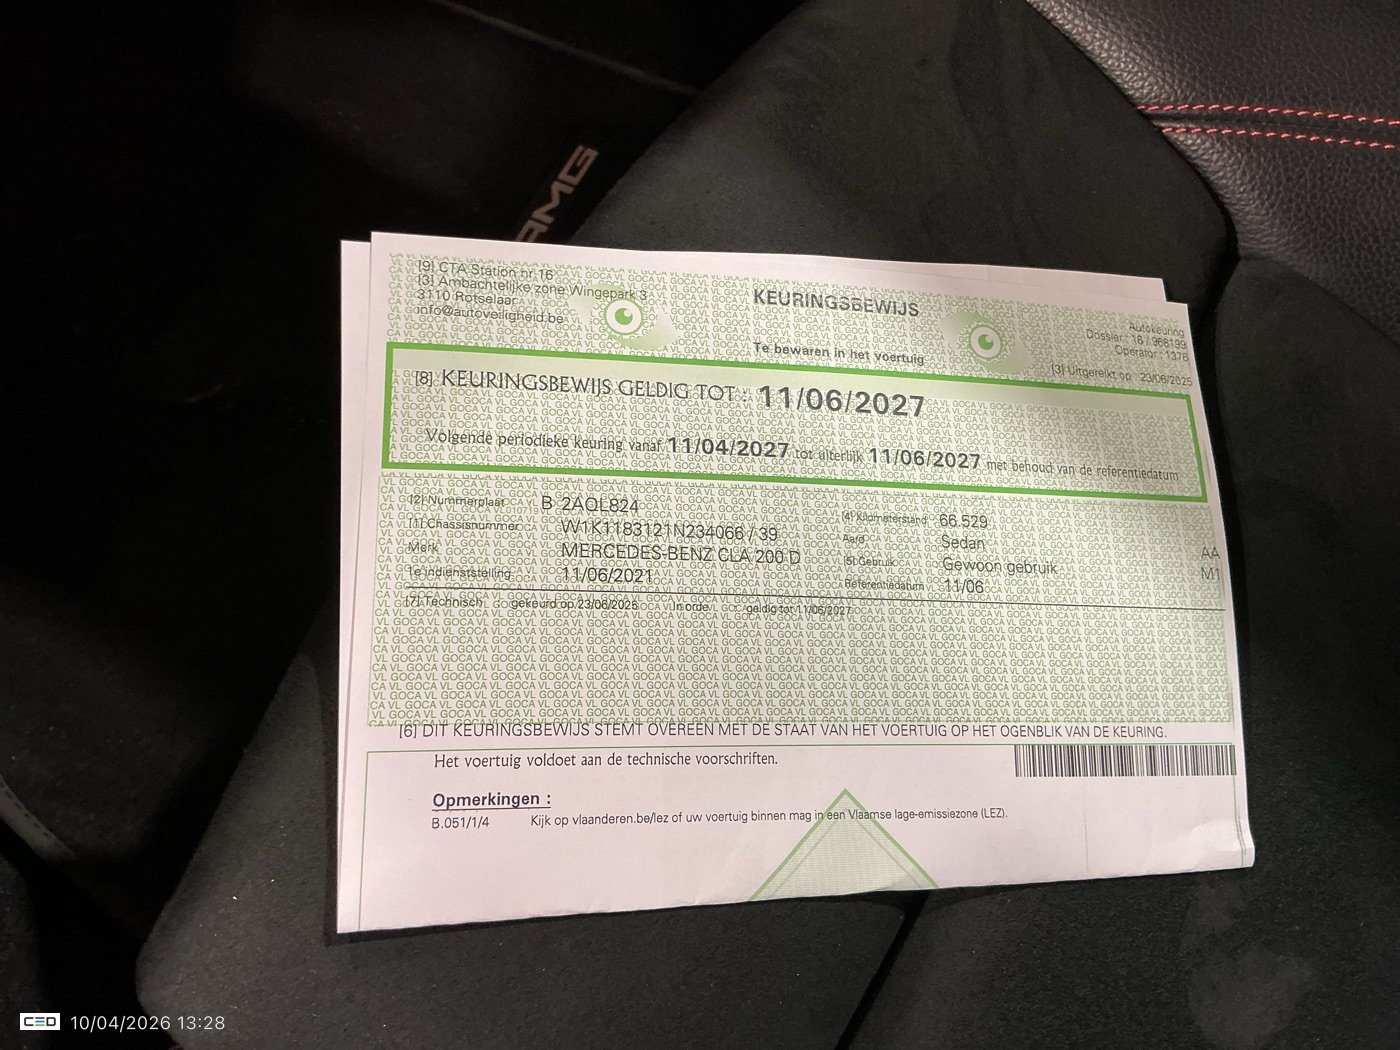 AMG
[9] CTA Station nr 16
[3] Ambachtelijke zone Wingepark 3
3110 Rotselaar
info@autoveiligheid.be
KEURINGSBEWIJS
Te bewaren in het voertuig
Autokeuring
Dossier : 16 / 968199
Operator : 1376
[3] Uitgereikt op : 23/06/2025
[8] KEURINGSBEWIJS GELDIG TOT : 11/06/2027
Volgende periodieke keuring vanaf 11/04/2027 tot uiterlijk 11/06/2027 met behoud van de referentiedatum
[2] Nummerplaat B 2AQL824 [4] Kilometerstand 66.529
[1] Chassisnummer W1K1183121N234066 / 39 Aard Sedan AA
Merk MERCEDES-BENZ CLA 200 D [5] Gebruik Gewoon gebruik M1
1e indienststelling 11/06/2021 Referentiedatum 11/06
[7] Technisch gekeurd op 23/06/2025 In orde geldig tot 11/06/2027
[6] DIT KEURINGSBEWIJS STEMT OVEREEN MET DE STAAT VAN HET VOERTUIG OP HET OGENBLIK VAN DE KEURING.
Het voertuig voldoet aan de technische voorschriften.
Opmerkingen :
B.051/1/4 Kijk op vlaanderen.be/lez of uw voertuig binnen mag in een Vlaamse lage-emissiezone (LEZ).
CED 10/04/2026 13:28